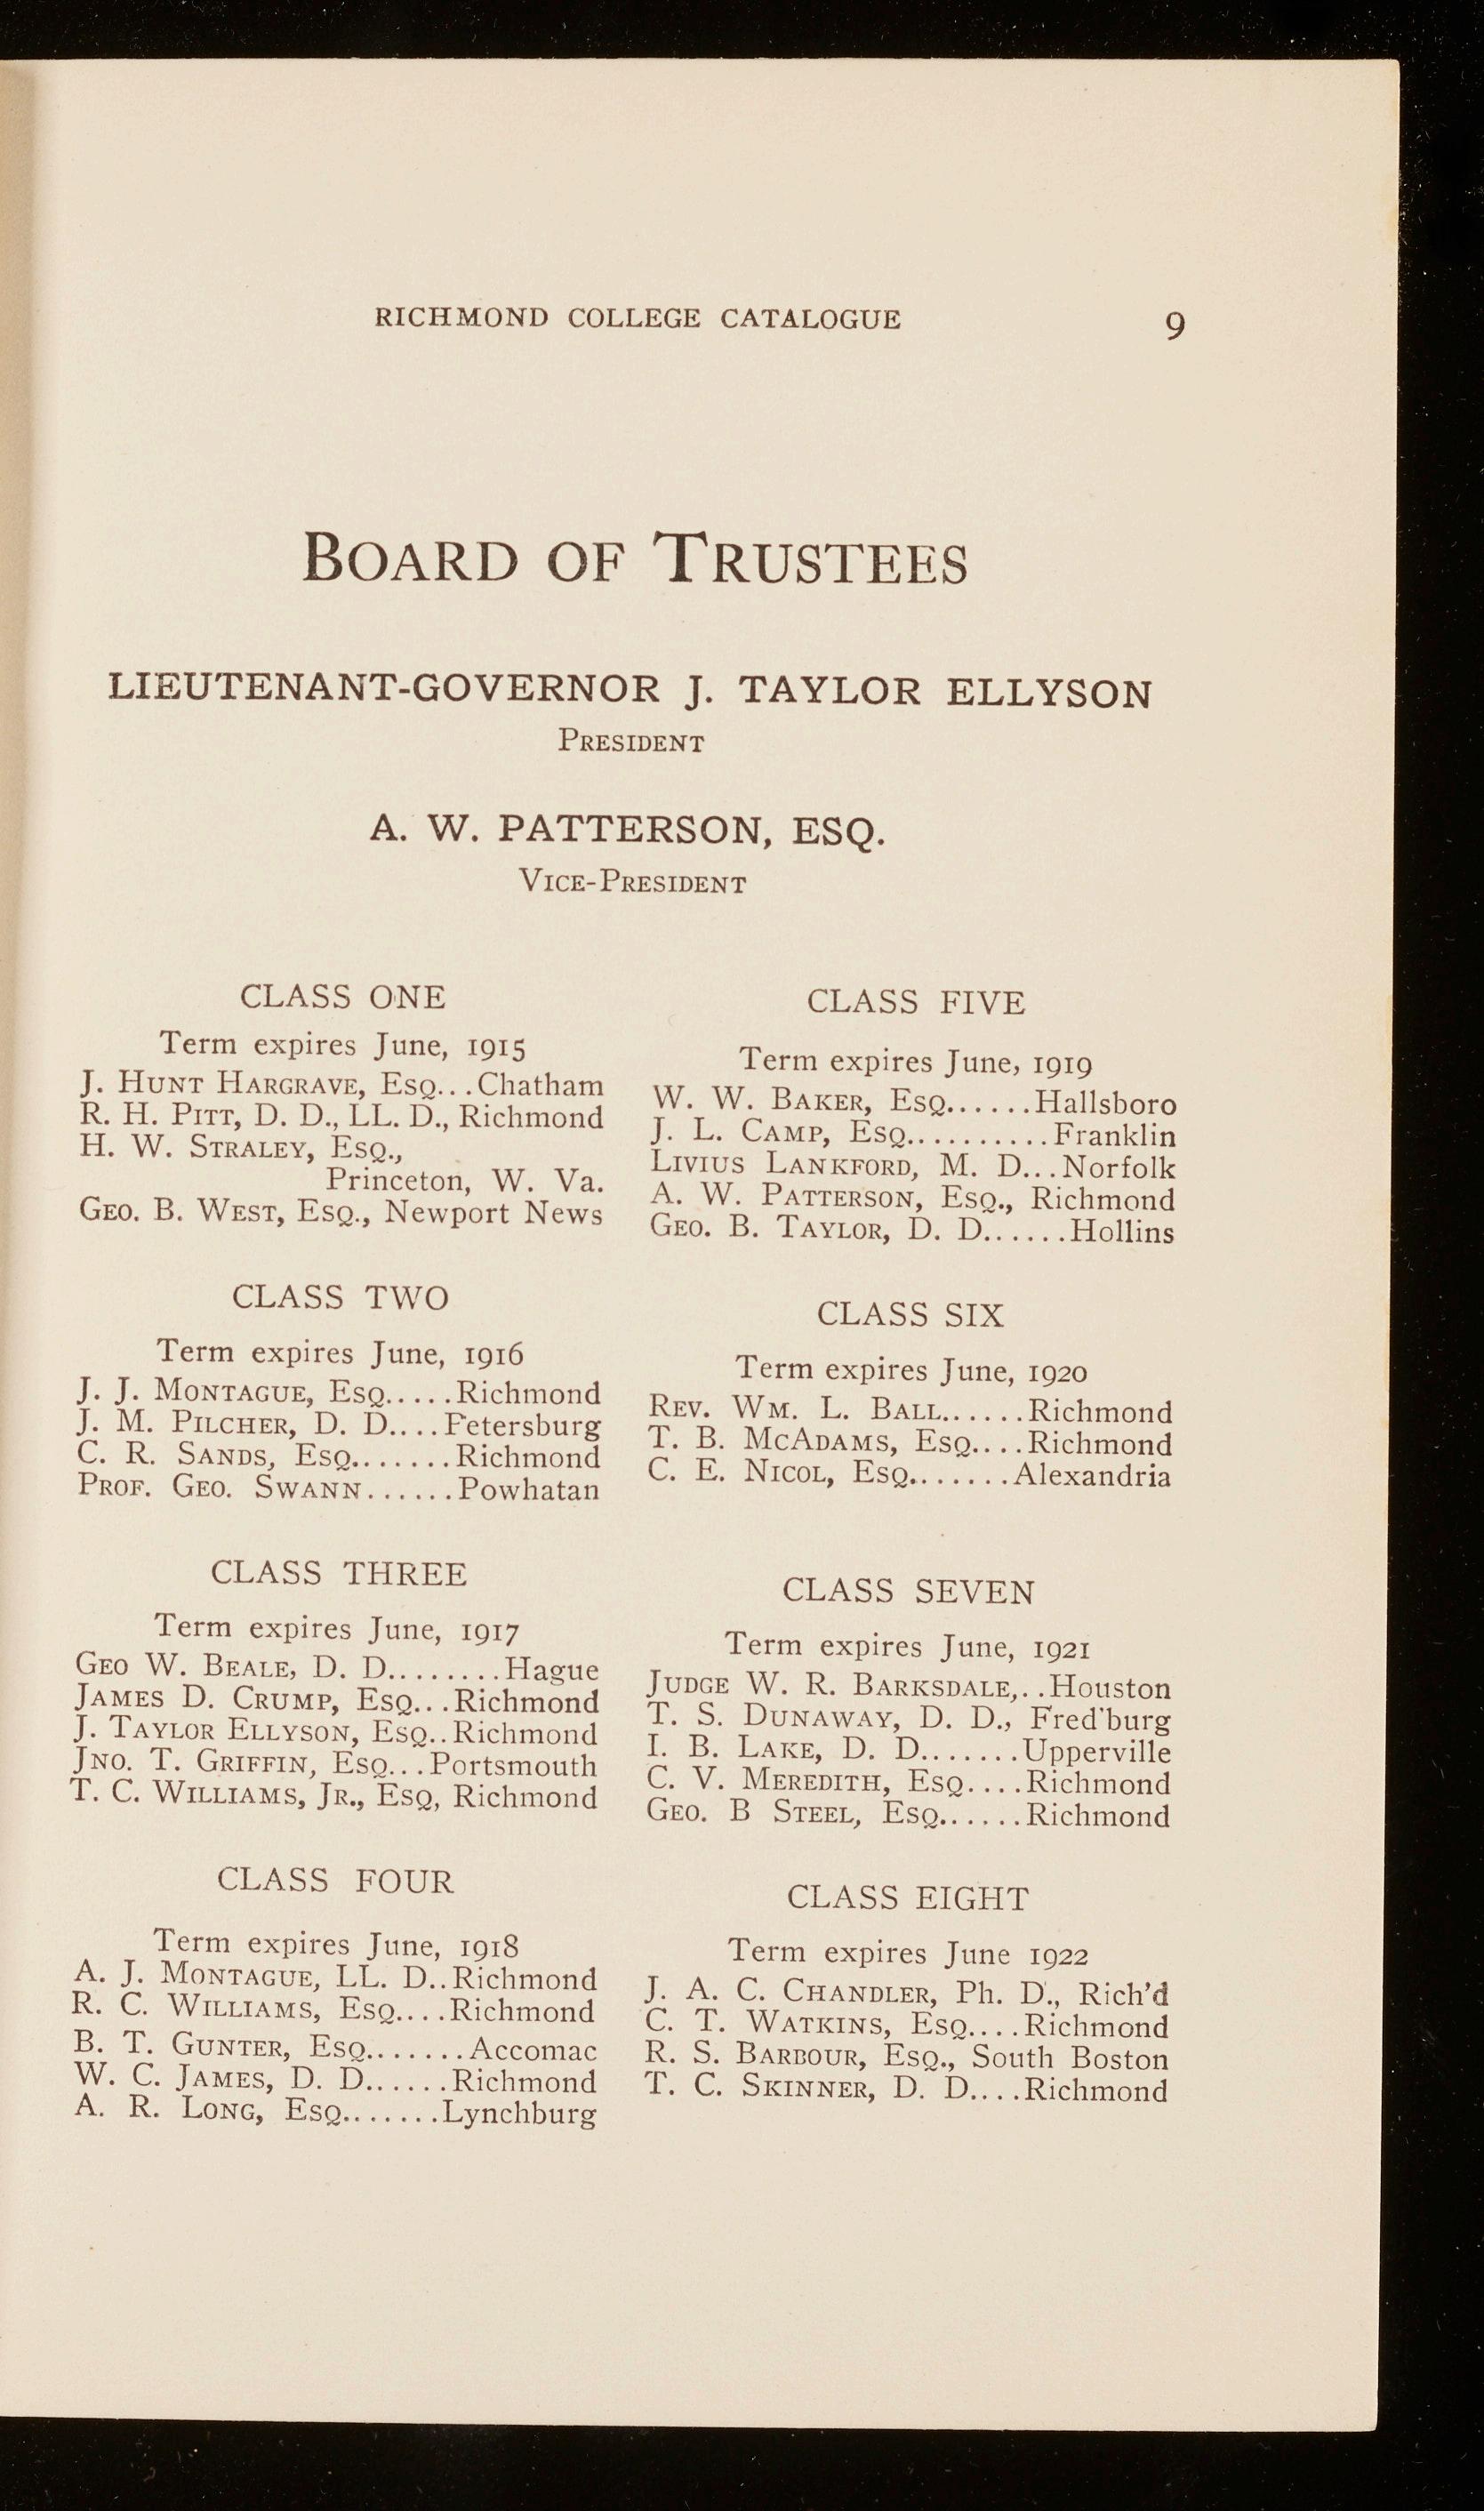 RICHMOND COLLEGE CATALOGUE 9
BOARD OF TRUSTEES
LIEUTENANT-GOVERNOR J. TAYLOR ELLYSON
PRESIDENT
A. W. PATTERSON, ESQ.
VICE-PRESIDENT
CLASS ONE
Term expires June, 1915
J. HUNT HARGRAVE, ESQ...Chatham
R. H. PITT, D. D., LL. D., Richmond
H. W. STRALEY, ESQ.,
Princeton, W. Va.
GEO. B. WEST, ESQ., Newport News
CLASS TWO
Term expires June, 1916
J. J. MONTAGUE, ESQ.....Richmond
J. M. PILCHER, D. D....Petersburg
C. R. SANDS, ESQ.......Richmond
PROF. GEO. SWANN......Powhatan
CLASS THREE
Term expires June, 1917
GEO W. BEALE, D. D........Hague
JAMES D. CRUMP, ESQ...Richmond
J. TAYLOR ELLYSON, ESQ..Richmond
JNO. T. GRIFFIN, ESQ...Portsmouth
T. C. WILLIAMS, JR., ESQ, Richmond
CLASS FOUR
Term expires June, 1918
A. J. MONTAGUE, LL. D..Richmond
R. C. WILLIAMS, ESQ....Richmond
B. T. GUNTER, ESQ.......Accomac
W. C. JAMES, D. D......Richmond
A. R. LONG, ESQ.......Lynchburg
CLASS FIVE
Term expires June, 1919
W. W. BAKER, ESQ......Hallsboro
J. L. CAMP, ESQ..........Franklin
LIVIUS LANKFORD, M. D...Norfolk
A. W. PATTERSON, ESQ., Richmond
GEO. B. TAYLOR, D. D......Hollins
CLASS SIX
Term expires June, 1920
REV. WM. L. BALL......Richmond
T. B. MCADAMS, ESQ....Richmond
C. E. NICOL, ESQ.......Alexandria
CLASS SEVEN
Term expires June, 1921
JUDGE W. R. BARKSDALE,..Houston
T. S. DUNAWAY, D. D., Fred'burg
I. B. LAKE, D. D.......Upperville
C. V. MEREDITH, ESQ....Richmond
GEO. B STEEL, ESQ......Richmond
CLASS EIGHT
Term expires June 1922
J. A. C. CHANDLER, Ph. D., Rich'd
C. T. WATKINS, ESQ....Richmond
R. S. BARBOUR, ESQ., South Boston
T. C. SKINNER, D. D....Richmond